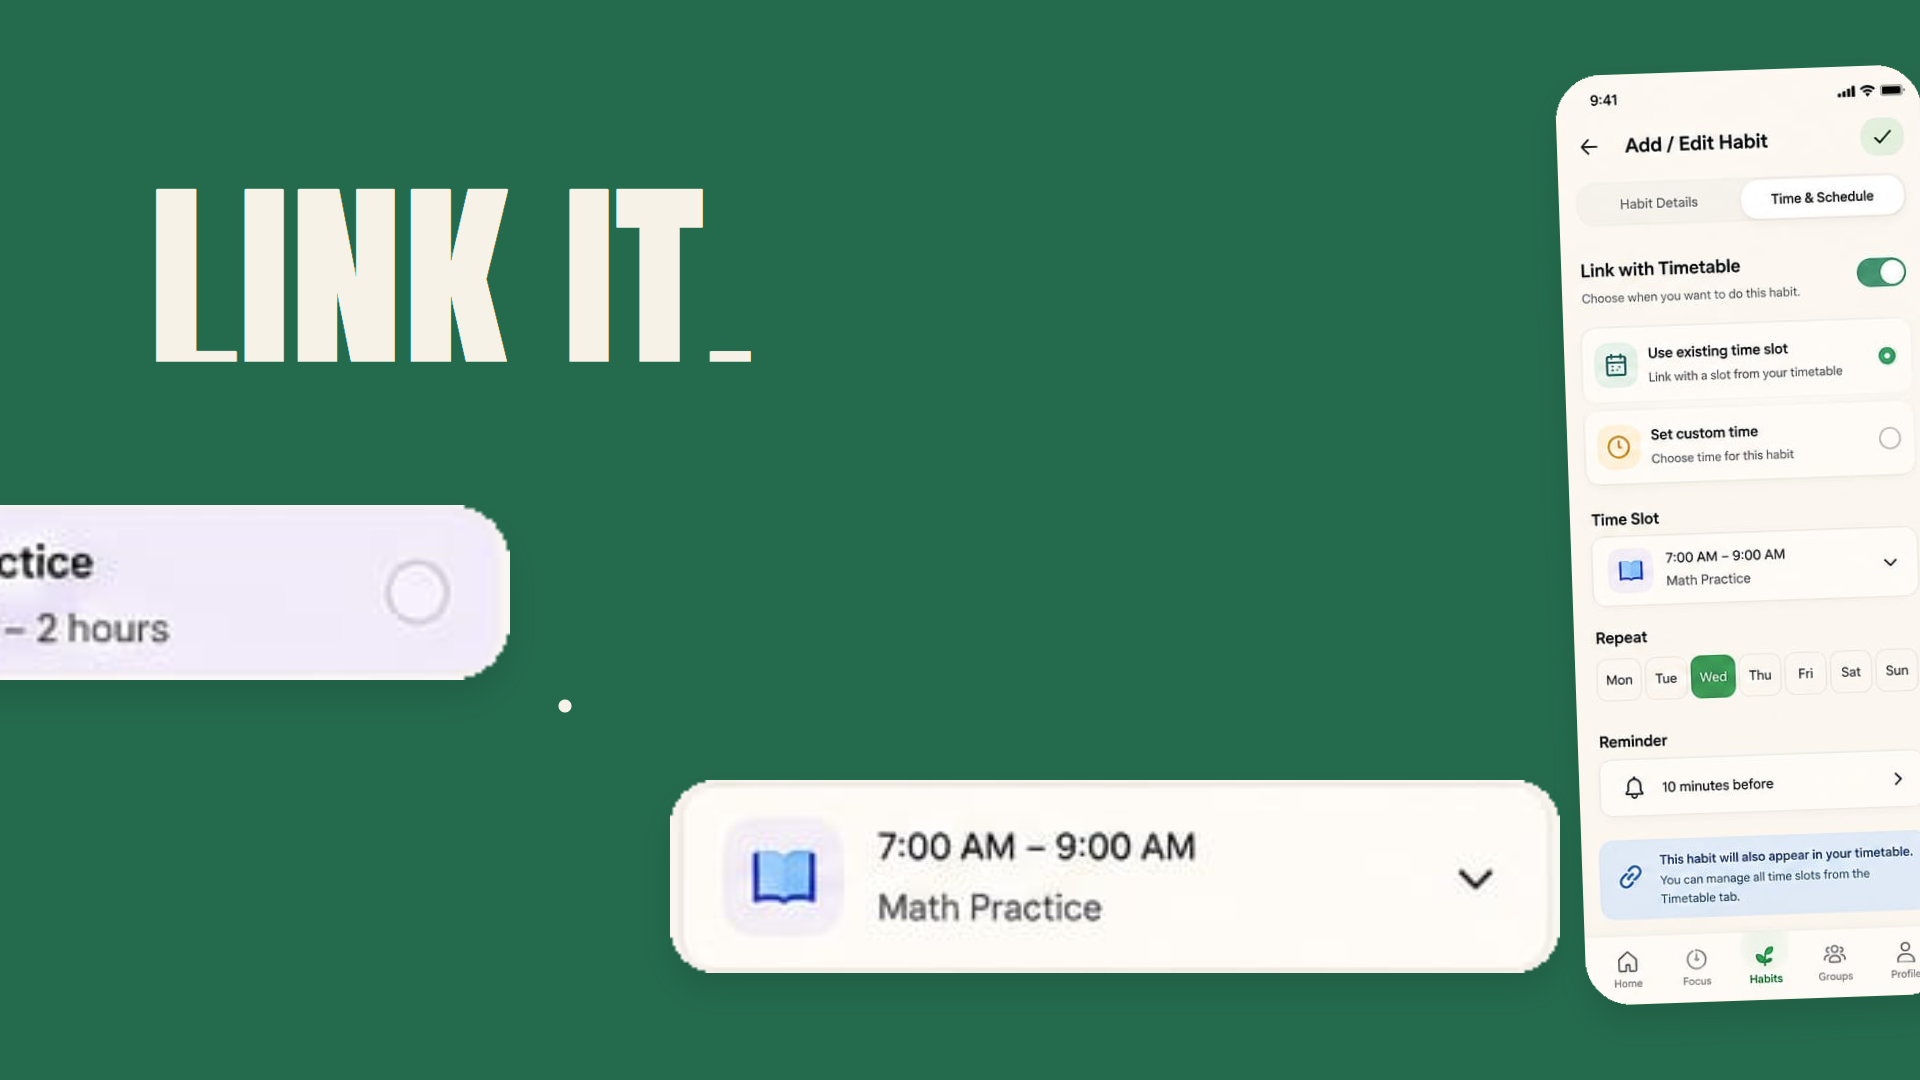 LINK IT_
ctice
– 2 hours
7:00 AM – 9:00 AM
Math Practice
9:41
Add / Edit Habit
Habit Details
Time & Schedule
Link with Timetable
Choose when you want to do this habit.
Use existing time slot
Link with a slot from your timetable
Set custom time
Choose time for this habit
Time Slot
7:00 AM – 9:00 AM
Math Practice
Repeat
Mon Tue Wed Thu Fri Sat Sun
Reminder
10 minutes before
This habit will also appear in your timetable.
You can manage all time slots from the
Timetable tab.
Home Focus Habits Groups Profile